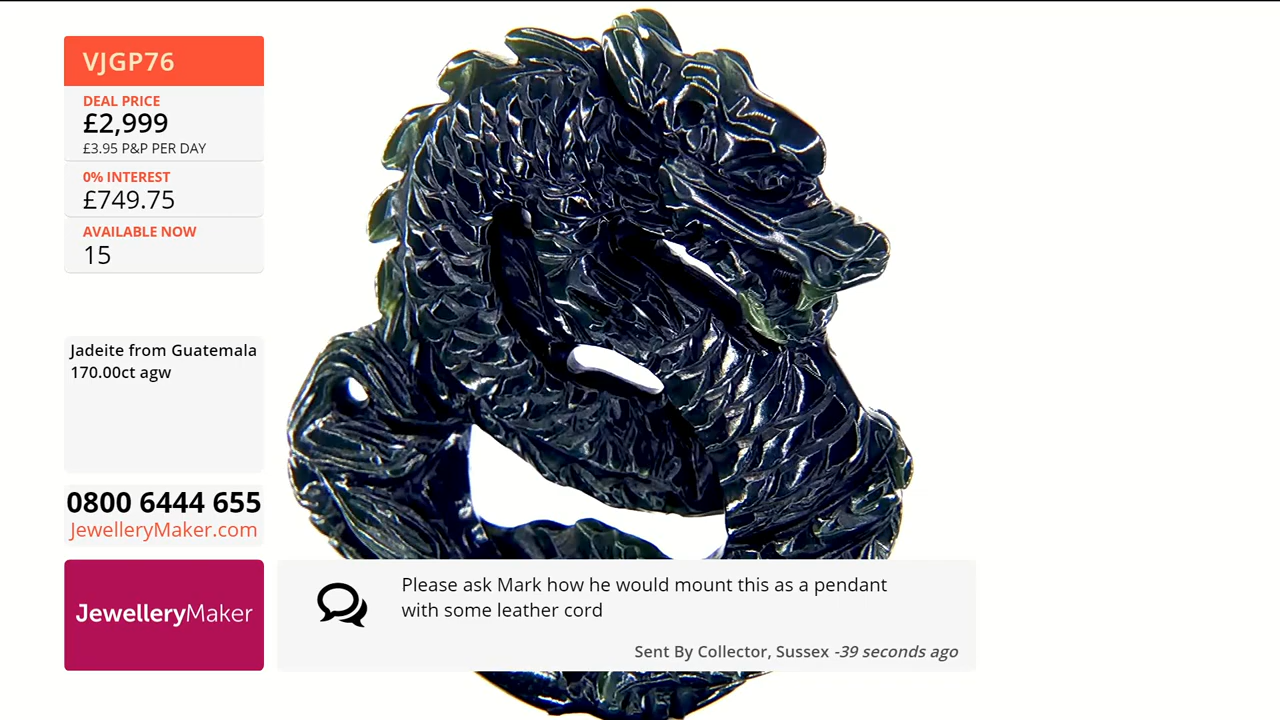 VJGP76
DEAL PRICE
£2,999
£3.95 P&P PER DAY
0% INTEREST
£749.75
AVAILABLE NOW
15
Jadeite from Guatemala
170.00ct agw
0800 6444 655
JewelleryMaker.com
JewelleryMaker
Please ask Mark how he would mount this as a pendant
with some leather cord
Sent By Collector, Sussex -39 seconds ago